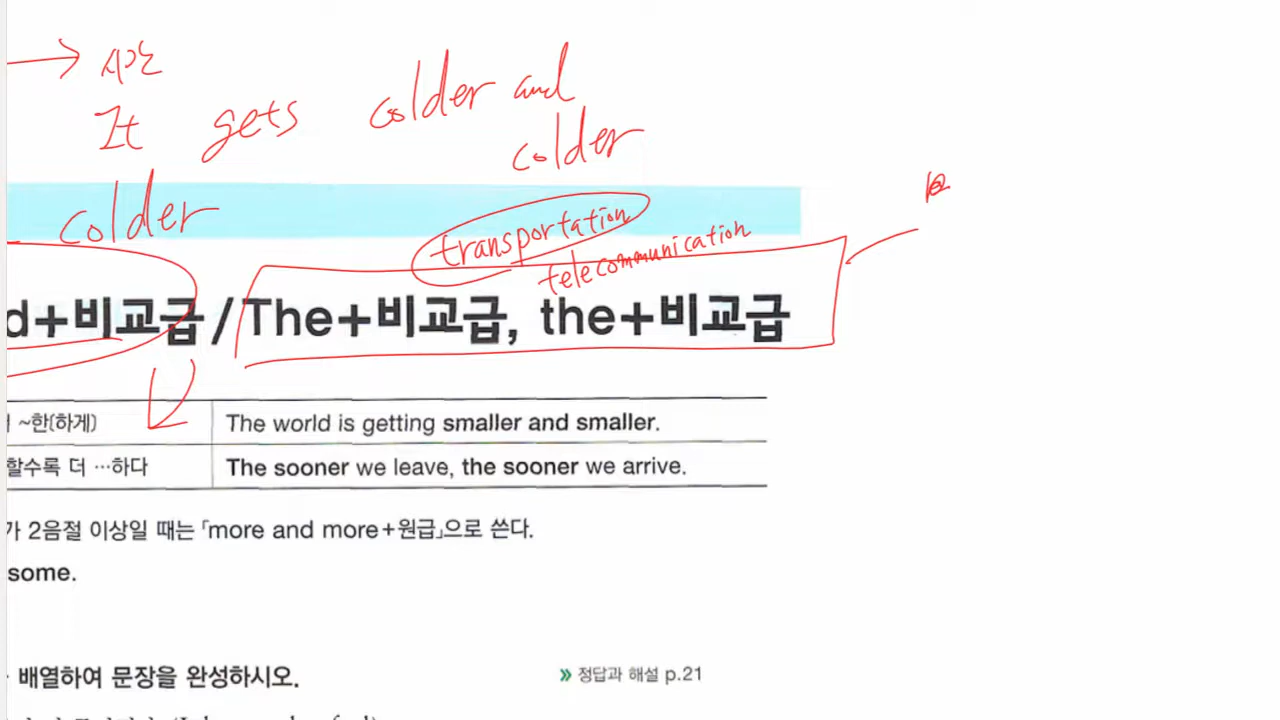 It gets colder and
colder
colder
transportation
telecommunication
d+비교급/The+비교급, the+비교급
~한(하게)
The world is getting smaller and smaller.
할수록 더 …하다
The sooner we leave, the sooner we arrive.
가 2음절 이상일 때는 「more and more+원급」으로 쓴다.
some.
배열하여 문장을 완성하시오.
» 정답과 해설 p.21